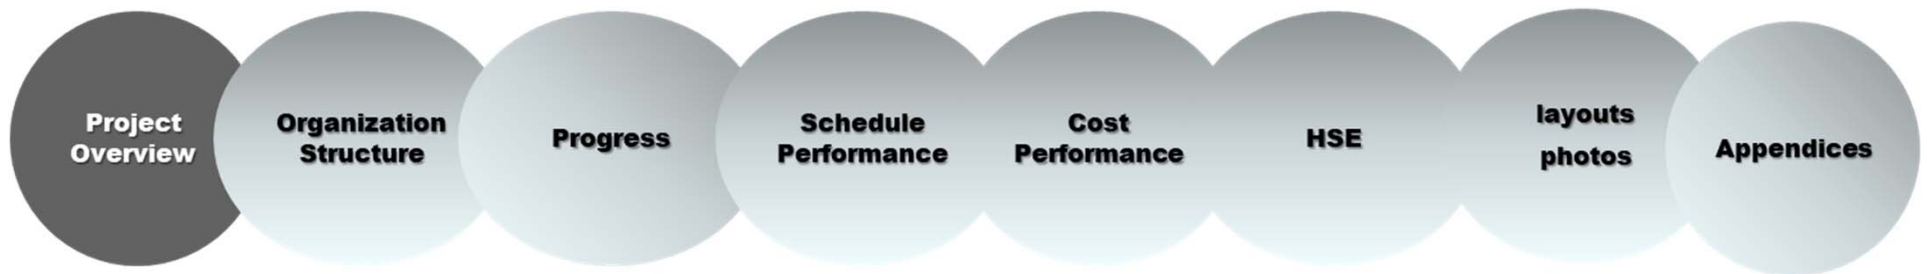 Project
Overview
Organization
Structure
Progress
Schedule
Performance
Cost
Performance
HSE
layouts
photos
Appendices